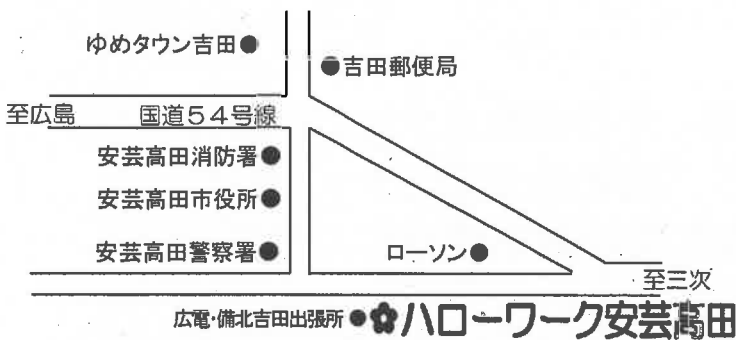 ゆめタウン吉田●
●吉田郵便局
至広島 国道54号線
安芸高田消防署●
安芸高田市役所●
安芸高田警察署●
ローソン●
至三次
広電・備北吉田出張所●
ハローワーク安芸高田